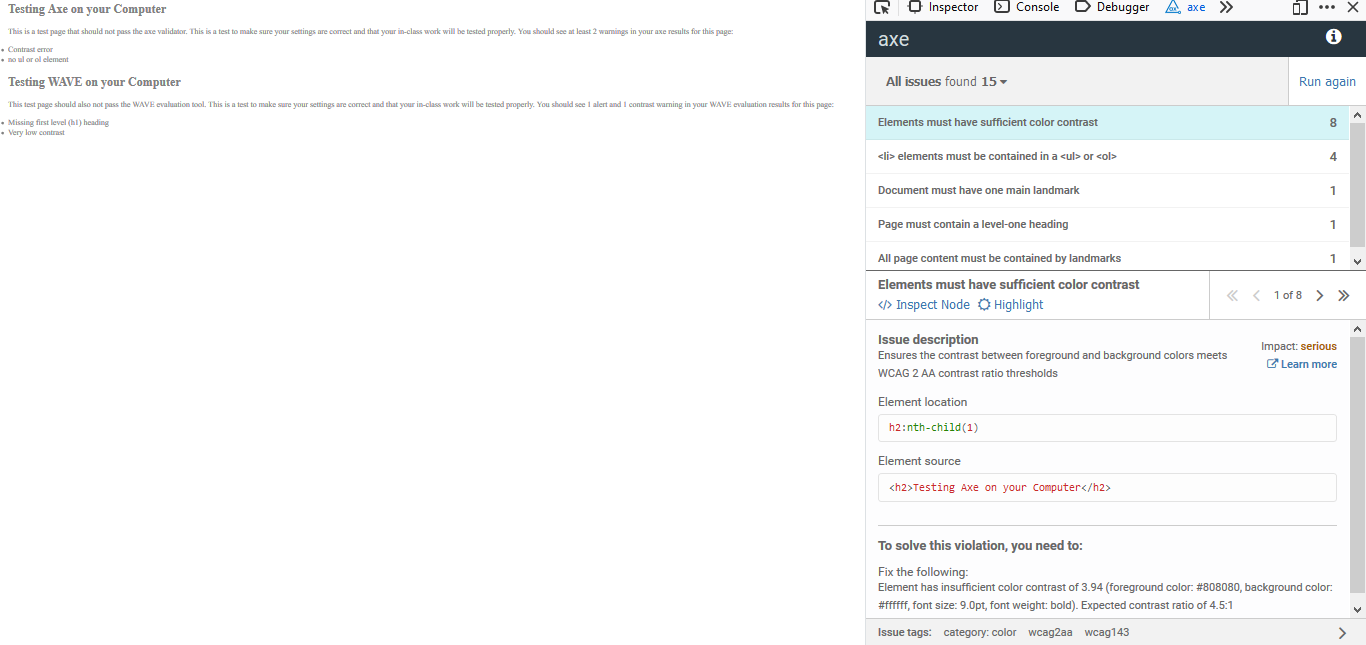 Testing Axe on your Computer
This is a test page that should not pass the axe validator. This is a test to make sure your settings are correct and that your in-class work will be tested properly. You should see at least 2 warnings in your axe results for this page:
• Contrast error
• no ul or ol element
Testing WAVE on your Computer
This test page should also not pass the WAVE evaluation tool. This is a test to make sure your settings are correct and that your in-class work will be tested properly. You should see 1 alert and 1 contrast warning in your WAVE evaluation results for this page:
• Missing first level (h1) heading
• Very low contrast
Inspector Console Debugger axe
axe
All issues found 15
Run again
Elements must have sufficient color contrast 8
<li> elements must be contained in a <ul> or <ol> 4
Document must have one main landmark 1
Page must contain a level-one heading 1
All page content must be contained by landmarks 1
Elements must have sufficient color contrast
</> Inspect Node Highlight
1 of 8
Issue description
Ensures the contrast between foreground and background colors meets
WCAG 2 AA contrast ratio thresholds
Impact: serious
Learn more
Element location
h2:nth-child(1)
Element source
<h2>Testing Axe on your Computer</h2>
To solve this violation, you need to:
Fix the following:
Element has insufficient color contrast of 3.94 (foreground color: #808080, background color:
#ffffff, font size: 9.0pt, font weight: bold). Expected contrast ratio of 4.5:1
Issue tags: category: color wcag2aa wcag143